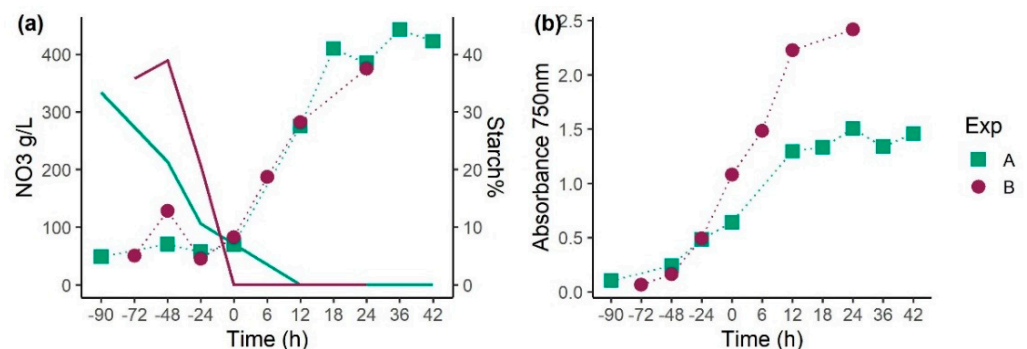 (a)
NO3 g/L
400
300
200
100
0
40
30
20
10
0
Starch%
-90 -72 -48 -24 0 6 12 18 24 36 42
Time (h)
(b)
Absorbance 750nm
2.5
2.0
1.5
1.0
0.5
0.0
-90 -72 -48 -24 0 6 12 18 24 36 42
Time (h)
Exp
A
B